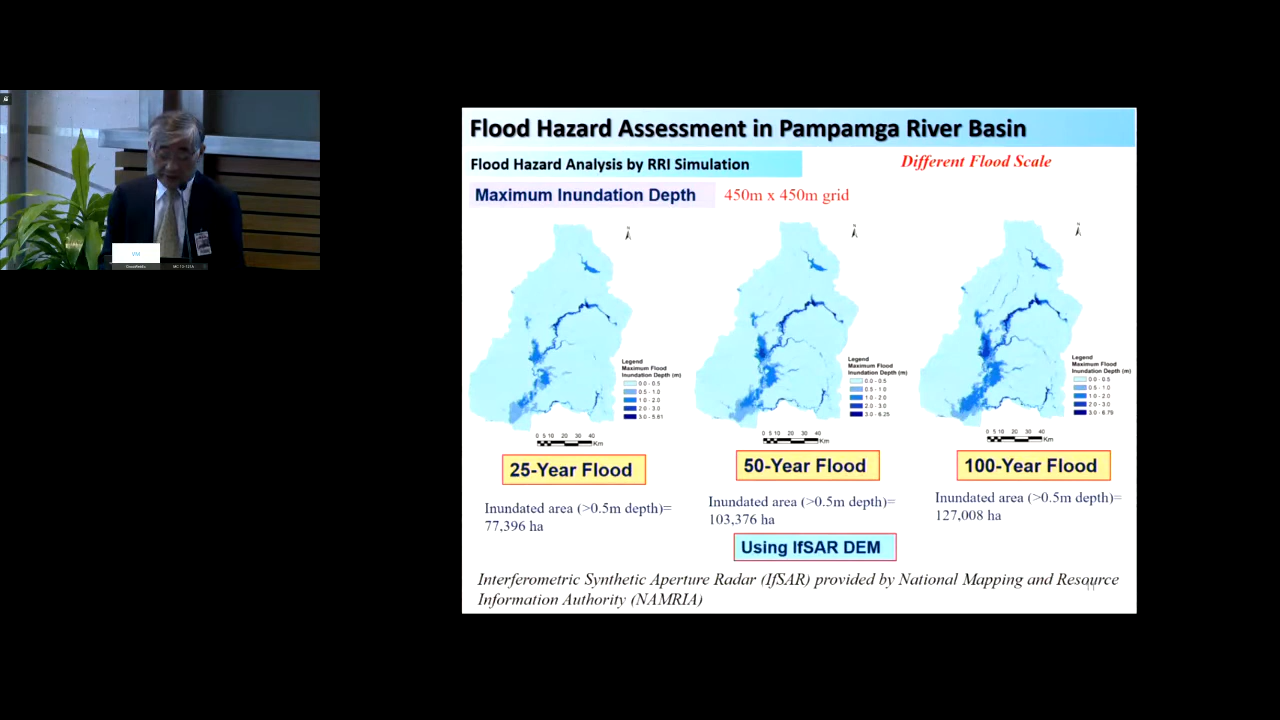 Flood Hazard Assessment in Pampamga River Basin
Flood Hazard Analysis by RRI Simulation
Different Flood Scale
Maximum Inundation Depth
450m x 450m grid
N
N
N
Legend
Maximum Flood
Inundation Depth (m)
0.0 - 0.5
0.5 - 1.0
1.0 - 2.0
2.0 - 3.0
3.0 - 5.61
0 5 10 20 30 40
Km
Legend
Maximum Flood
Inundation Depth (m)
0.0 - 0.5
0.5 - 1.0
1.0 - 2.0
2.0 - 3.0
3.0 - 6.25
0 5 10 20 30 40
Km
Legend
Maximum Flood
Inundation Depth (m)
0.0 - 0.5
0.5 - 1.0
1.0 - 2.0
2.0 - 3.0
3.0 - 6.79
0 5 10 20 30 40
Km
25-Year Flood
50-Year Flood
100-Year Flood
Inundated area (>0.5m depth)=
77,396 ha
Inundated area (>0.5m depth)=
103,376 ha
Inundated area (>0.5m depth)=
127,008 ha
Using IfSAR DEM
Interferometric Synthetic Aperture Radar (IfSAR) provided by National Mapping and Resource
Information Authority (NAMRIA)
11
VM